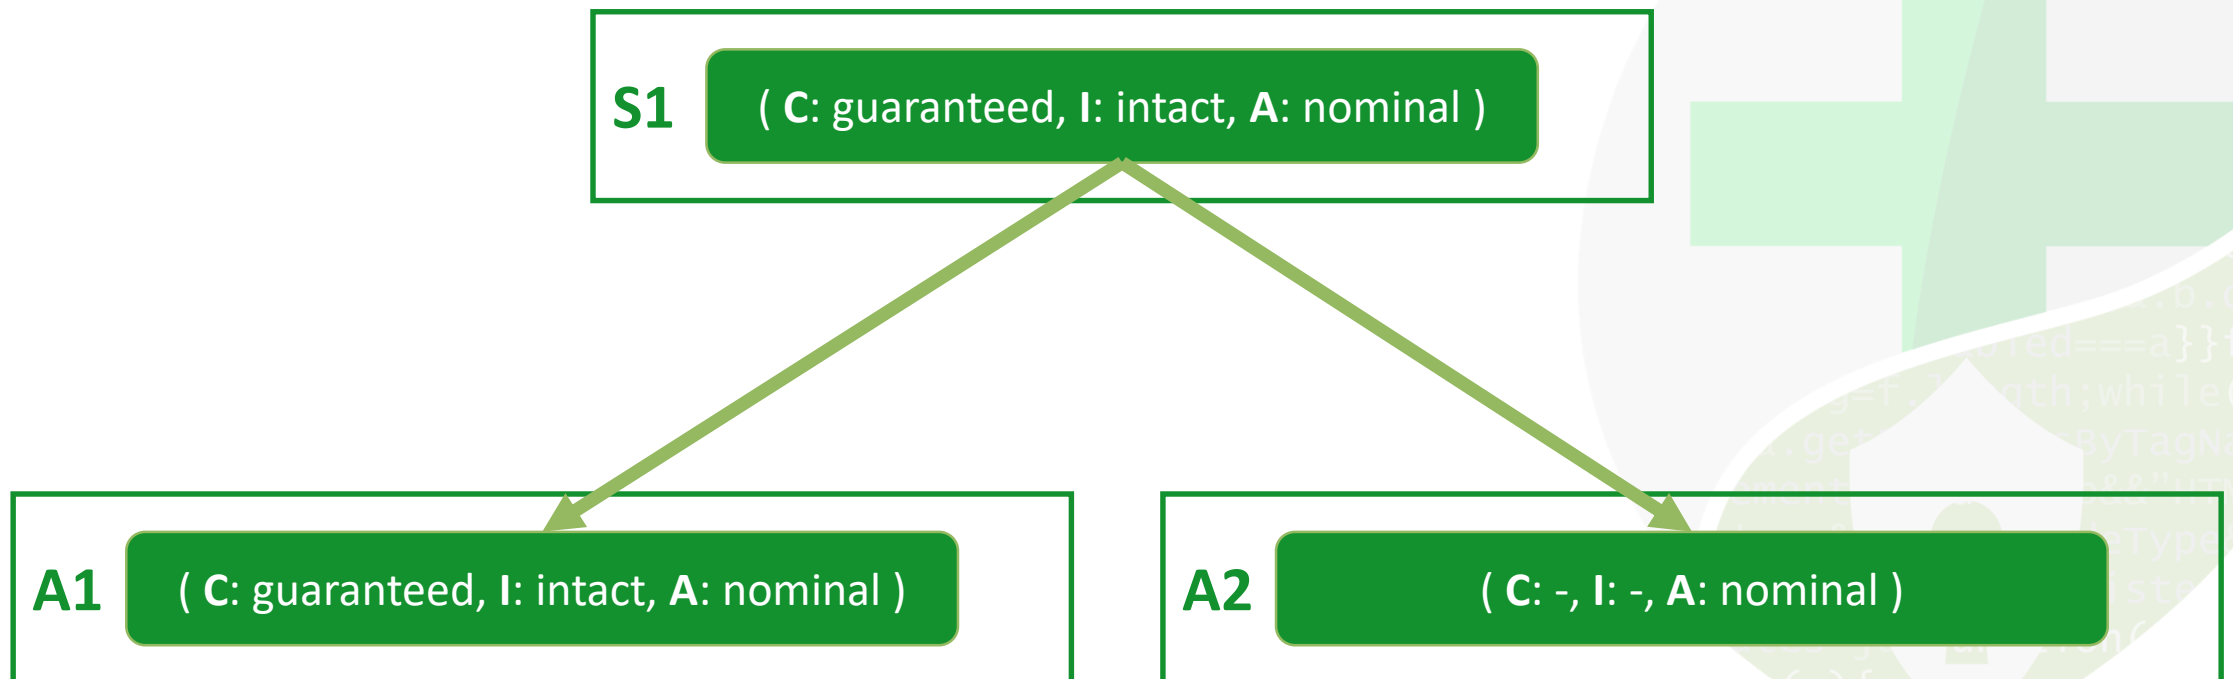 S1 ( C: guaranteed, I: intact, A: nominal )
A1 ( C: guaranteed, I: intact, A: nominal )
A2 ( C: -, I: -, A: nominal )